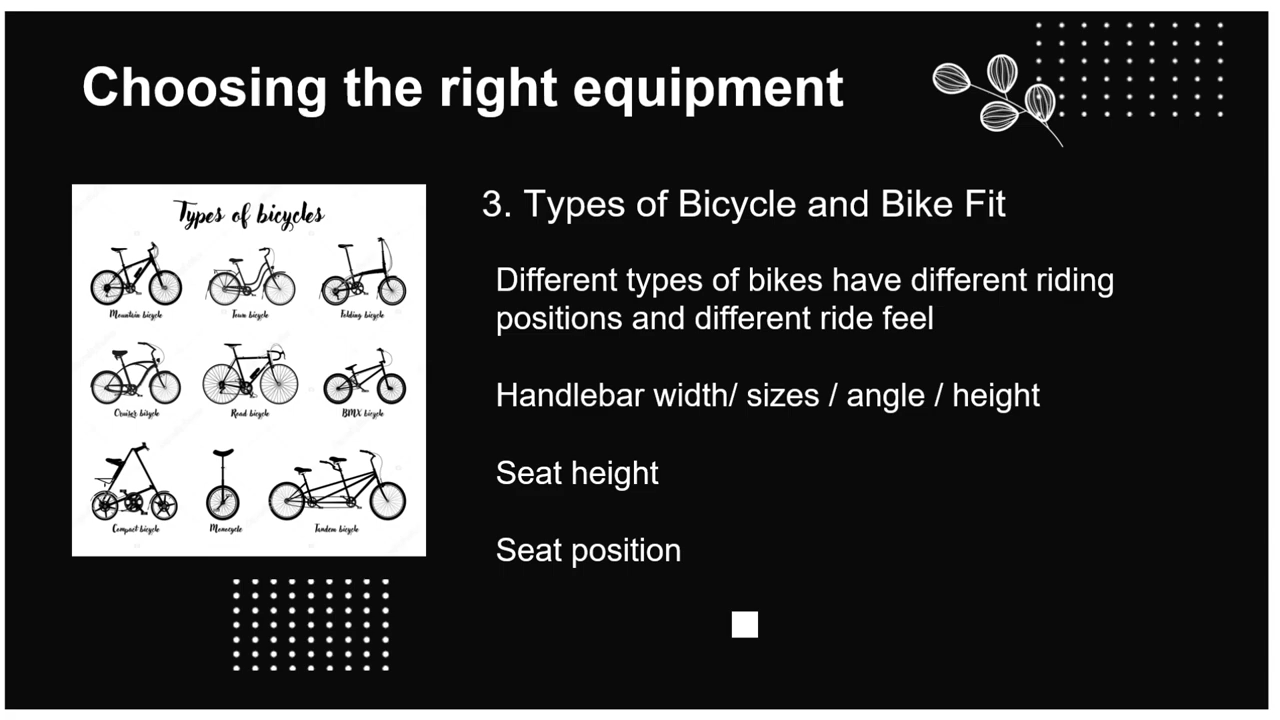 Choosing the right equipment
Types of bicycles
Mountain bicycle
Town bicycle
Folding bicycle
Cruiser bicycle
Road bicycle
BMX bicycle
Compact bicycle
Monocycle
Tandem bicycle
3. Types of Bicycle and Bike Fit
Different types of bikes have different riding
positions and different ride feel
Handlebar width/ sizes / angle / height
Seat height
Seat position